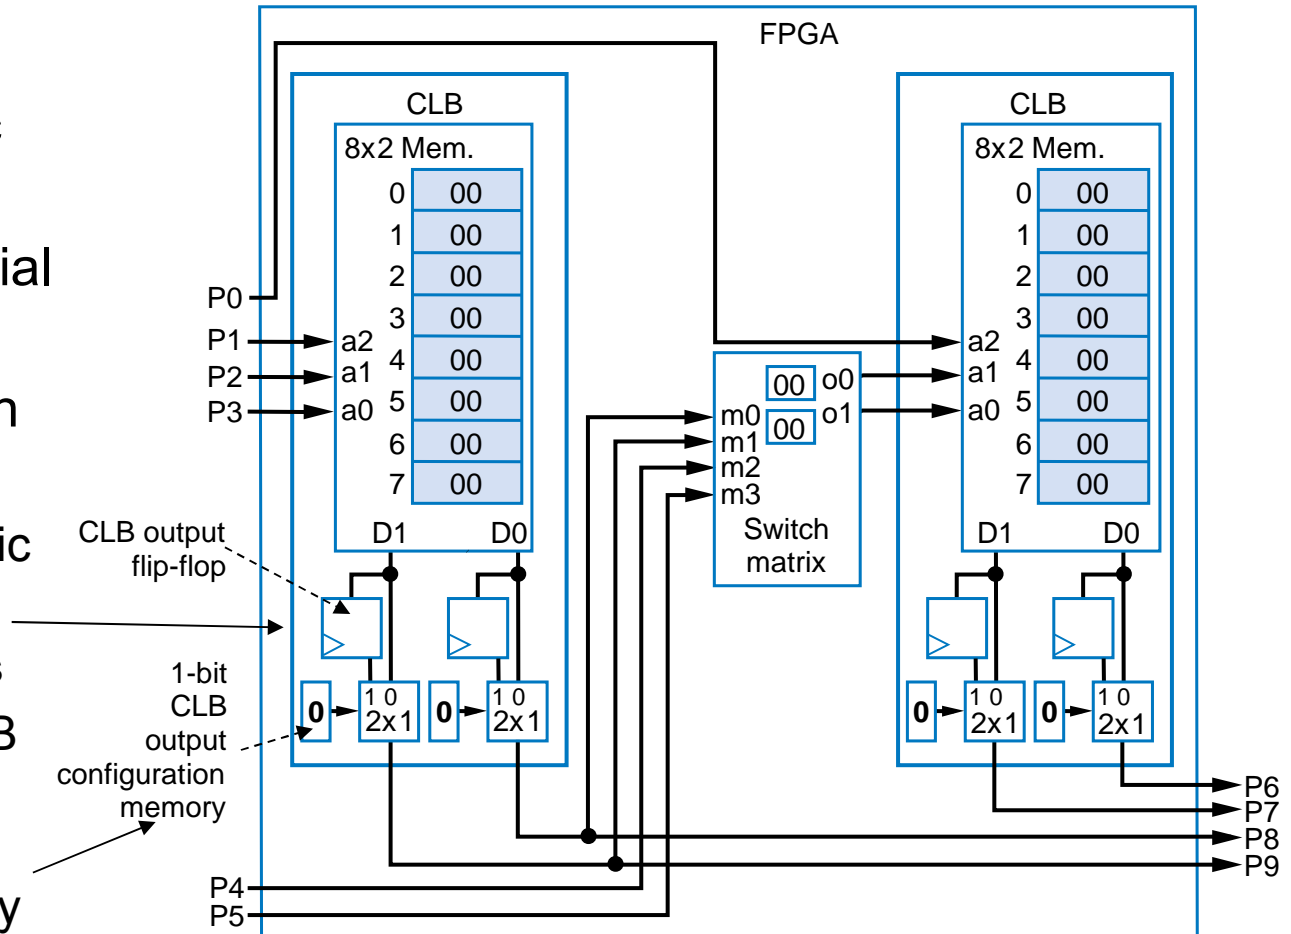 FPGA
CLB
8x2 Mem.
0 00
1 00
2 00
3 00
4 00
5 00
6 00
7 00
a2
a1
a0
D1 D0
1 0
2x1
0
1 0
2x1
0
CLB
8x2 Mem.
0 00
1 00
2 00
3 00
4 00
5 00
6 00
7 00
a2
a1
a0
D1 D0
1 0
2x1
0
1 0
2x1
0
00 o0
00 o1
m0
m1
m2
m3
Switch
matrix
P0
P1
P2
P3
P4
P5
P6
P7
P8
P9
CLB output
flip-flop
1-bit
CLB
output
configuration
memory
ial
ic
s
B
y